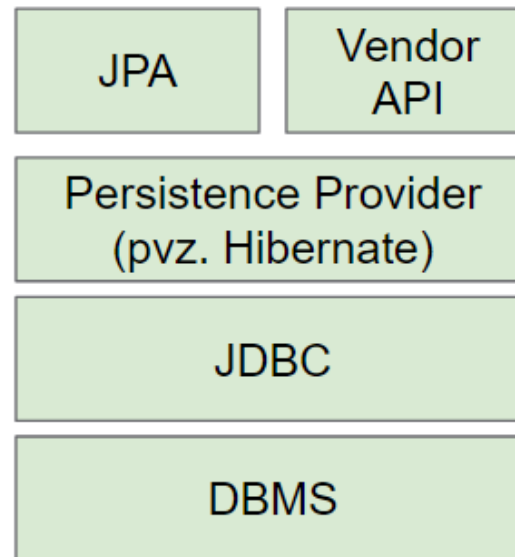 JPA
Vendor
API
Persistence Provider
(pvz. Hibernate)
JDBC
DBMS